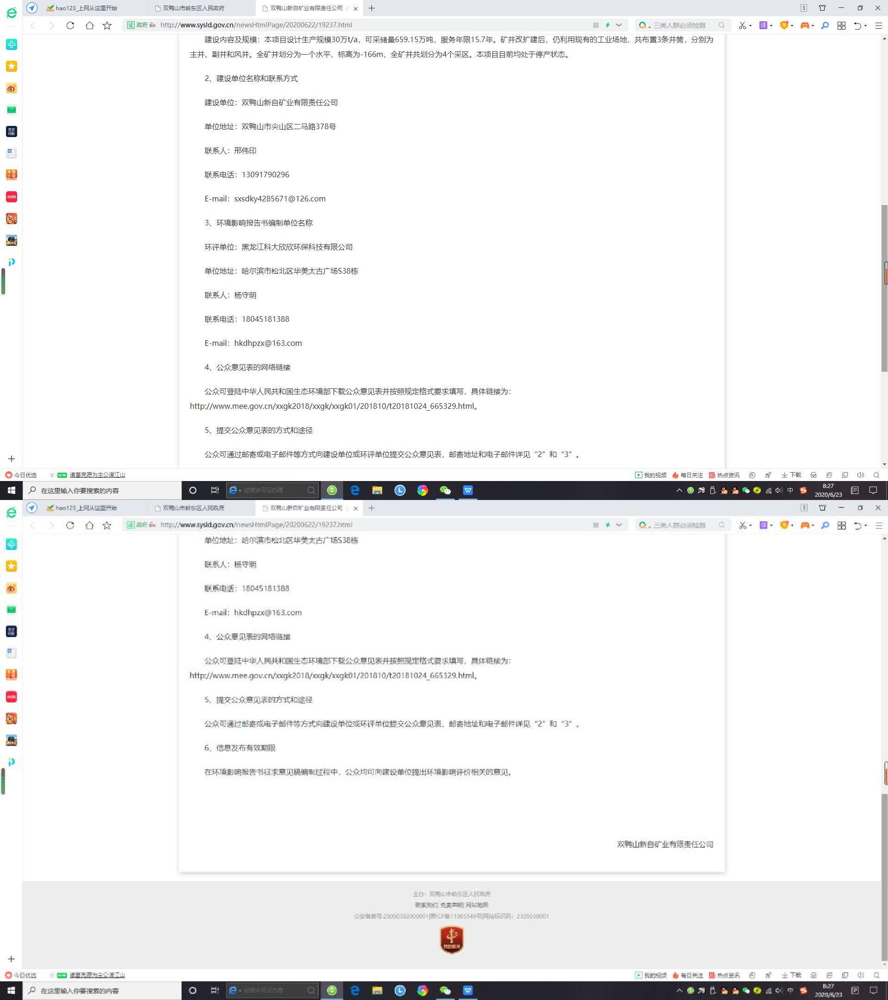 hao123_上网从这里开始
双鸭山市岭东区人民政府
双鸭山新自矿业有限责任公司
3
证 政府 http://www.sysld.gov.cn/newsHtmlPage/20200622/19237.html
三类人群必须检测
译
建设内容及规模：本项目设计生产规模30万t/a，可采储量659.15万吨，服务年限15.7年。矿井改扩建后，仍利用现有的工业场地，共布置3条井筒，分别为
主井、副井和风井。全矿井划分为一个水平，标高为-166m，全矿井共划分为4个采区。本项目目前均处于停产状态。
2、建设单位名称和联系方式
建设单位：双鸭山新自矿业有限责任公司
单位地址：双鸭山市尖山区二马路378号
联系人：邢伟印
联系电话：13091790296
E-mail：sxsdky4285671@126.com
3、环境影响报告书编制单位名称
环评单位：黑龙江科大欣欣环保科技有限公司
单位地址：哈尔滨市松北区华美太古广场S38栋
联系人：杨守明
联系电话：18045181388
E-mail：hkdhpzx@163.com
4、公众意见表的网络链接
公众可登陆中华人民共和国生态环境部下载公众意见表并按照规定格式要求填写，具体链接为：
http://www.mee.gov.cn/xxgk2018/xxgk/xxgk01/201810/t20181024_665329.html。
5、提交公众意见表的方式和途径
公众可通过邮寄或电子邮件等方式向建设单位或环评单位提交公众意见表，邮寄地址和电子邮件详见“2”和“3”。
今日优选
NEW 诸葛亮愿为主公谋江山
我的视频
每日关注
热点资讯
下载
在这里输入你要搜索的内容
经营许可证办理
中
8:27
2020/6/23
hao123_上网从这里开始
双鸭山市岭东区人民政府
双鸭山新自矿业有限责任公司
3
证 政府 http://www.sysld.gov.cn/newsHtmlPage/20200622/19237.html
三类人群必须检测
译
单位地址：哈尔滨市松北区华美太古广场S38栋
联系人：杨守明
联系电话：18045181388
E-mail：hkdhpzx@163.com
4、公众意见表的网络链接
公众可登陆中华人民共和国生态环境部下载公众意见表并按照规定格式要求填写，具体链接为：
http://www.mee.gov.cn/xxgk2018/xxgk/xxgk01/201810/t20181024_665329.html。
5、提交公众意见表的方式和途径
公众可通过邮寄或电子邮件等方式向建设单位或环评单位提交公众意见表，邮寄地址和电子邮件详见“2”和“3”。
6、信息发布有效期限
在环境影响报告书征求意见稿编制过程中，公众均可向建设单位提出环境影响评价相关的意见。
双鸭山新自矿业有限责任公司
主办：双鸭山市岭东区人民政府
联系我们| 免责声明| 网站地图
公安备案号:23050302000001|黑ICP备11005549号|网站标识码：2305030001
党政机关
今日优选
NEW 诸葛亮愿为主公谋江山
我的视频
每日关注
热点资讯
下载
在这里输入你要搜索的内容
经营许可证办理
中
8:27
2020/6/23